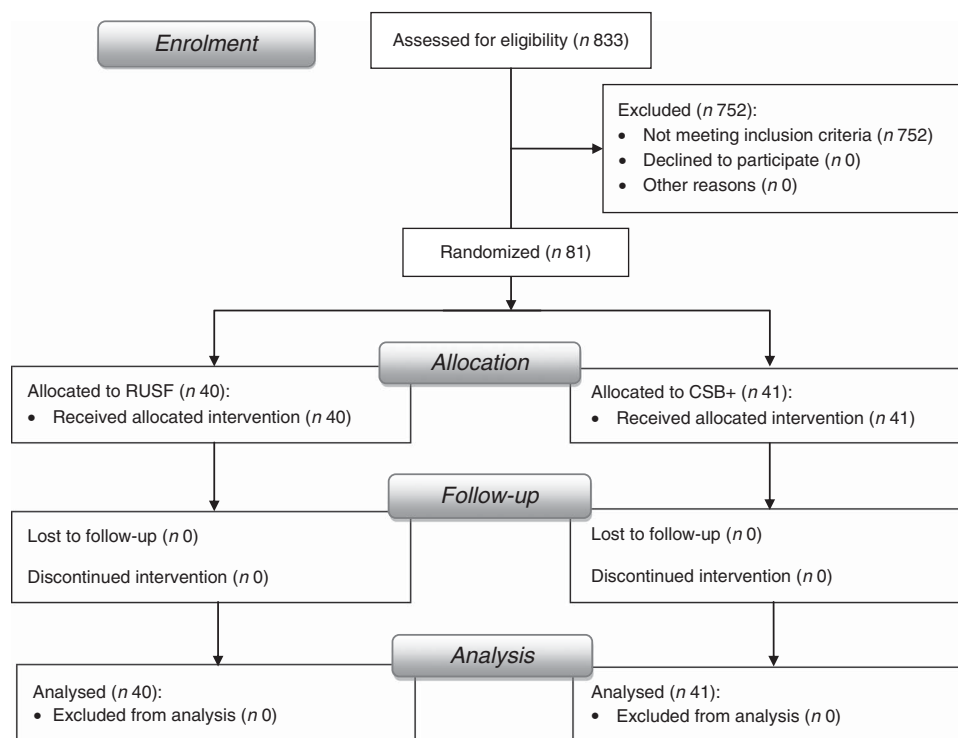 Enrolment
Assessed for eligibility (n 833)
Excluded (n 752):
• Not meeting inclusion criteria (n 752)
• Declined to participate (n 0)
• Other reasons (n 0)
Randomized (n 81)
Allocation
Allocated to RUSF (n 40):
• Received allocated intervention (n 40)
Allocated to CSB+ (n 41):
• Received allocated intervention (n 41)
Follow-up
Lost to follow-up (n 0)
Discontinued intervention (n 0)
Lost to follow-up (n 0)
Discontinued intervention (n 0)
Analysis
Analysed (n 40):
• Excluded from analysis (n 0)
Analysed (n 41):
• Excluded from analysis (n 0)